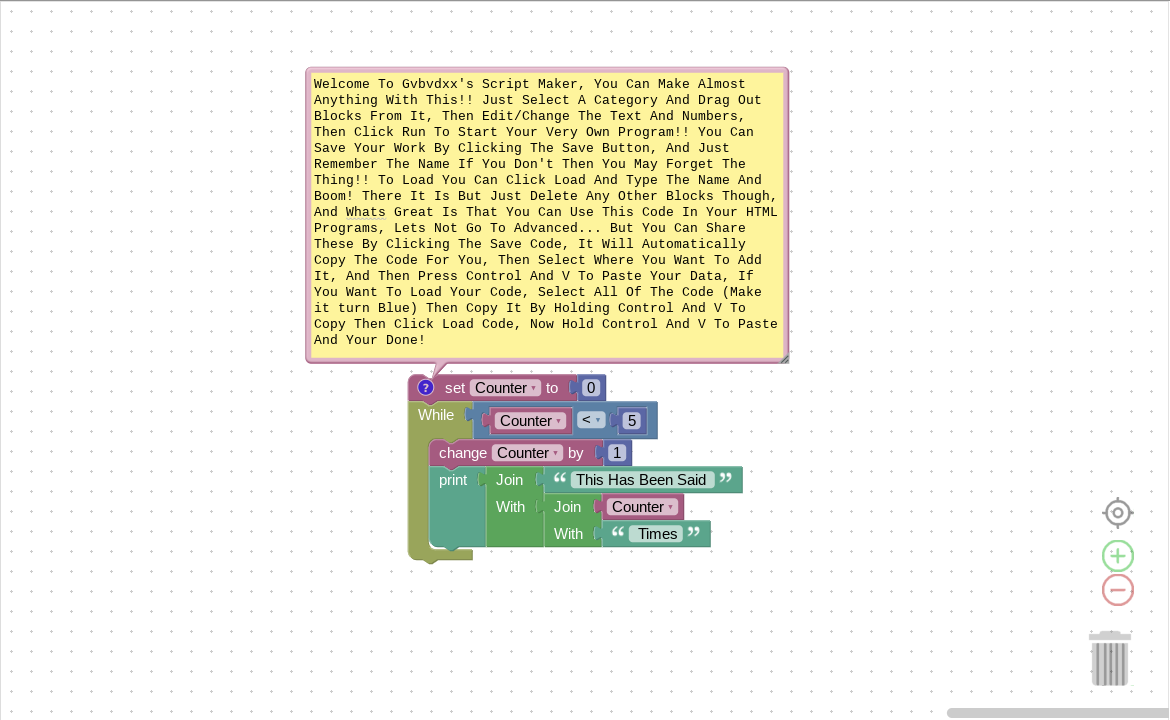 Welcome To Gvbvdxx's Script Maker, You Can Make Almost
Anything With This!! Just Select A Category And Drag Out
Blocks From It, Then Edit/Change The Text And Numbers,
Then Click Run To Start Your Very Own Program!! You Can
Save Your Work By Clicking The Save Button, And Just
Remember The Name If You Don't Then You May Forget The
Thing!! To Load You Can Click Load And Type The Name And
Boom! There It Is But Just Delete Any Other Blocks Though,
And Whats Great Is That You Can Use This Code In Your HTML
Programs, Lets Not Go To Advanced... But You Can Share
These By Clicking The Save Code, It Will Automatically
Copy The Code For You, Then Select Where You Want To Add
It, And Then Press Control And V To Paste Your Data, If
You Want To Load Your Code, Select All Of The Code (Make
it turn Blue) Then Copy It By Holding Control And V To
Copy Then Click Load Code, Now Hold Control And V To Paste
And Your Done!
? set Counter to 0
While Counter < 5
change Counter by 1
print Join “ This Has Been Said ”
With Join Counter
With “ Times ”